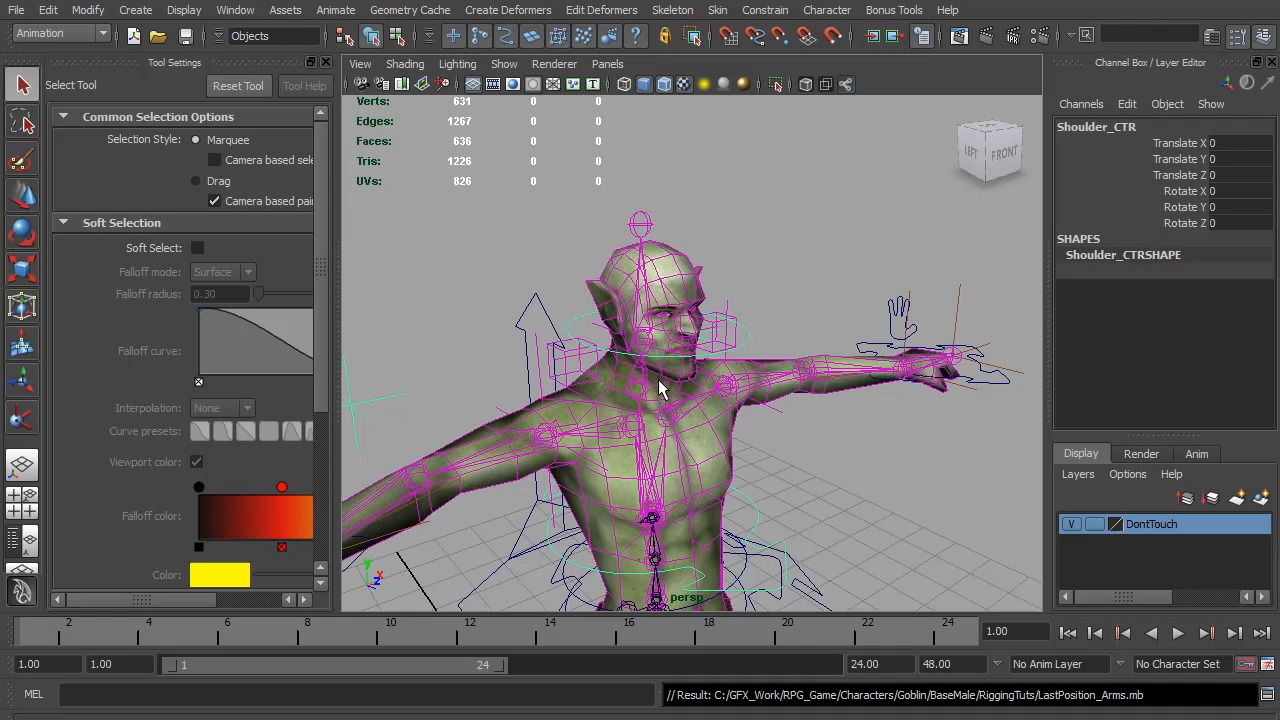 File Edit Modify Create Display Window Assets Animate Geometry Cache Create Deformers Edit Deformers Skeleton Skin Constrain Character Bonus Tools Help
Animation Objects
Tool Settings
Select Tool Reset Tool Tool Help
Common Selection Options
Selection Style: Marquee
Camera based sele
Drag
Camera based pain
Soft Selection
Soft Select:
Falloff mode: Surface
Falloff radius: 0.30
Falloff curve:
Interpolation: None
Curve presets:
Viewport color:
Falloff color:
Color:
View Shading Lighting Show Renderer Panels
Verts: 631 0 0
Edges: 1267 0 0
Faces: 636 0 0
Tris: 1226 0 0
UVs: 826 0 0
LEFT FRONT
y x z
persp
Channel Box / Layer Editor
Channels Edit Object Show
Shoulder_CTR
Translate X 0
Translate Y 0
Translate Z 0
Rotate X 0
Rotate Y 0
Rotate Z 0
SHAPES
Shoulder_CTRSHAPE
Display Render Anim
Layers Options Help
V DontTouch
2 4 6 8 10 12 14 16 18 20 22 24 1.00
1.00 1.00 1 24 24.00 48.00 No Anim Layer No Character Set
MEL // Result: C:/GFX_Work/RPG_Game/Characters/Goblin/BaseMale/RiggingTuts/LastPosition_Arms.mb